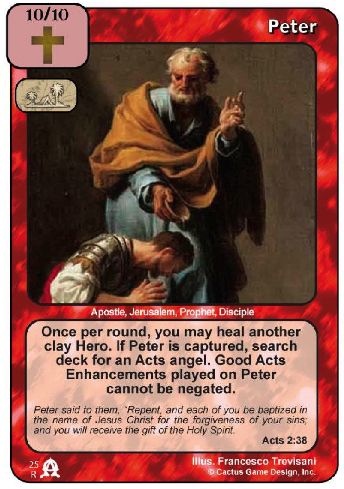 10/10
Peter
Apostle, Jerusalem, Prophet, Disciple
Once per round, you may heal another
clay Hero. If Peter is captured, search
deck for an Acts angel. Good Acts
Enhancements played on Peter
cannot be negated.
Peter said to them, "Repent, and each of you be baptized in
the name of Jesus Christ for the forgiveness of your sins;
and you will receive the gift of the Holy Spirit.
Acts 2:38
25
R
Illus. Francesco Trevisani
© Cactus Game Design, Inc.